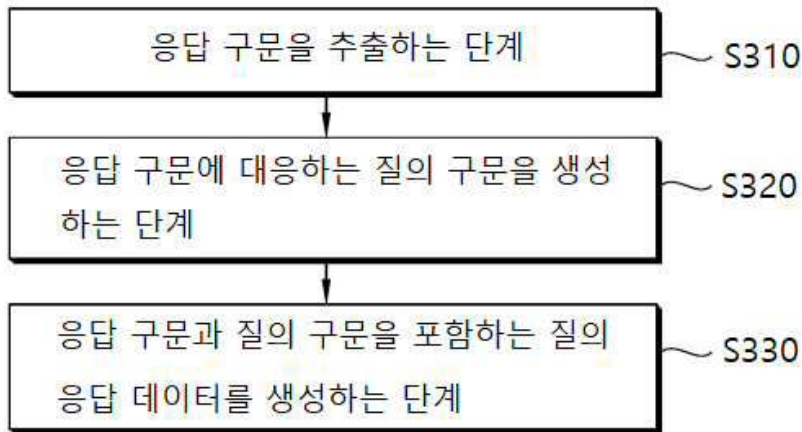 응답 구문을 추출하는 단계
S310
응답 구문에 대응하는 질의 구문을 생성
하는 단계
S320
응답 구문과 질의 구문을 포함하는 질의
응답 데이터를 생성하는 단계
S330